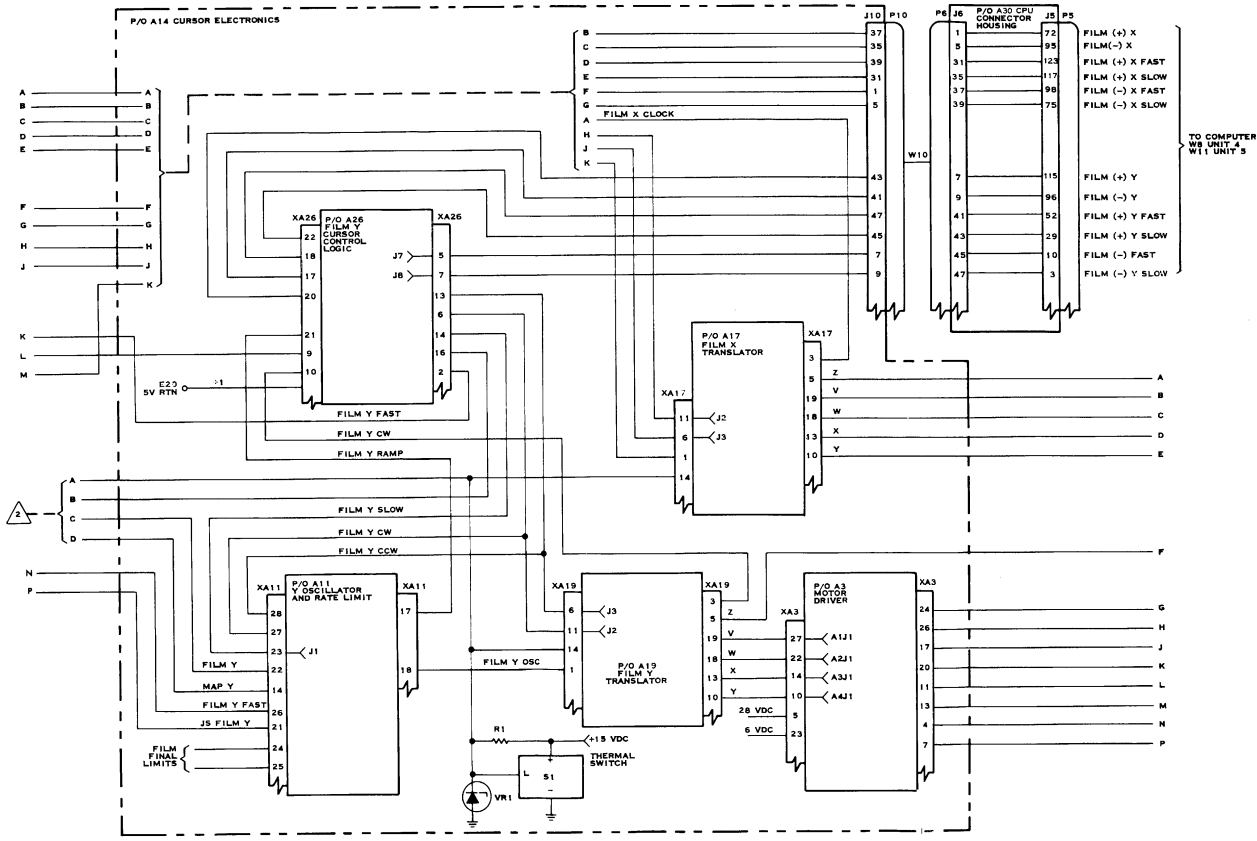 P/O A14 CURSOR ELECTRONICS
J10 P10
P6 J6
P/O A30 CPU
CONNECTOR
HOUSING
J5 P5
B 37
C 35
D 39
E 31
F 1
G 5
A FILM X CLOCK
H
J
K
1 72 FILM (+) X
5 95 FILM(-) X
31 123 FILM (+) X FAST
35 117 FILM (+) X SLOW
37 98 FILM (-) X FAST
39 75 FILM (-) X SLOW
TO COMPUTER
W8 UNIT 4
W11 UNIT 5
W10
43 7 115 FILM (+) Y
41 9 96 FILM (-) Y
47 41 52 FILM (+) Y FAST
45 43 29 FILM (+) Y SLOW
7 45 10 FILM (-) FAST
9 47 3 FILM (-) Y SLOW
A A
B B
C C
D D
E E
F F
G G
H H
J J
K
K
L
M
XA26
P/O A26
FILM Y
CURSOR
CONTROL
LOGIC
XA26
22
18
17
20
21
9
10
J7 5
J8 7
13
6
14
16
2
E20
5V RTN
FILM Y FAST
FILM Y CW
FILM Y RAMP
P/O A17
FILM X
TRANSLATOR
XA17
XA17
11 J2
6 J3
1
14
3
5 Z A
19 V B
18 W C
13 X D
10 Y E
2
A
B
C
D
FILM Y SLOW
FILM Y CW
FILM Y CCW
N
P
XA11
P/O A11
Y OSCILLATOR
AND RATE LIMIT
XA11
28
27
23 J1
FILM Y 22
MAP Y 14
FILM Y FAST 26
JS FILM Y 21
FILM
FINAL
LIMITS
24
25
17
18 FILM Y OSC
XA19
XA19
6 J3
11 J2
14
1
P/O A19
FILM Y
TRANSLATOR
3
5 Z F
19 V
18 W
13 X
10 Y
P/O A3
MOTOR
DRIVER
XA3
XA3
27 A1J1
22 A2J1
14 A3J1
10 A4J1
28 VDC 5
6 VDC 23
24 G
26 H
17 J
20 K
11 L
13 M
4 N
7 P
R1
+15 VDC
THERMAL
SWITCH
L S1
+
-
VR1